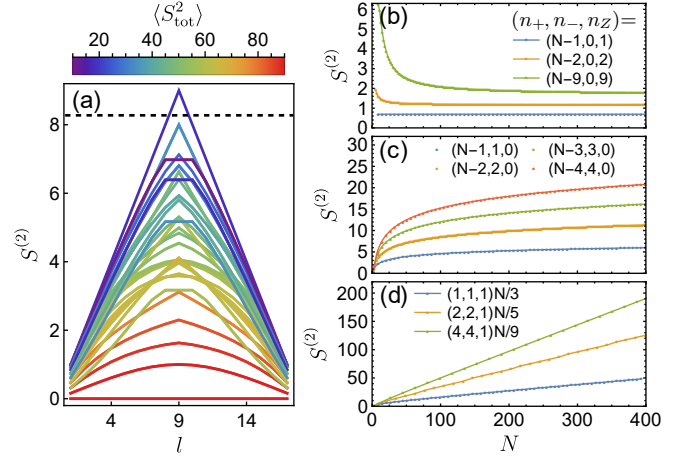 ⟨S²tot⟩
20 40 60 80
(a)
8
6
4
2
0
S⁽²⁾
4 9 14
l
(b)
(n₊, n₋, n_Z)=
(N−1,0,1)
(N−2,0,2)
(N−9,0,9)
6
5
4
3
2
1
0
S⁽²⁾
(c)
(N−1,1,0) (N−3,3,0)
(N−2,2,0) (N−4,4,0)
30
25
20
15
10
5
0
S⁽²⁾
(d)
(1,1,1)N/3
(2,2,1)N/5
(4,4,1)N/9
200
150
100
50
0
S⁽²⁾
0 100 200 300 400
N